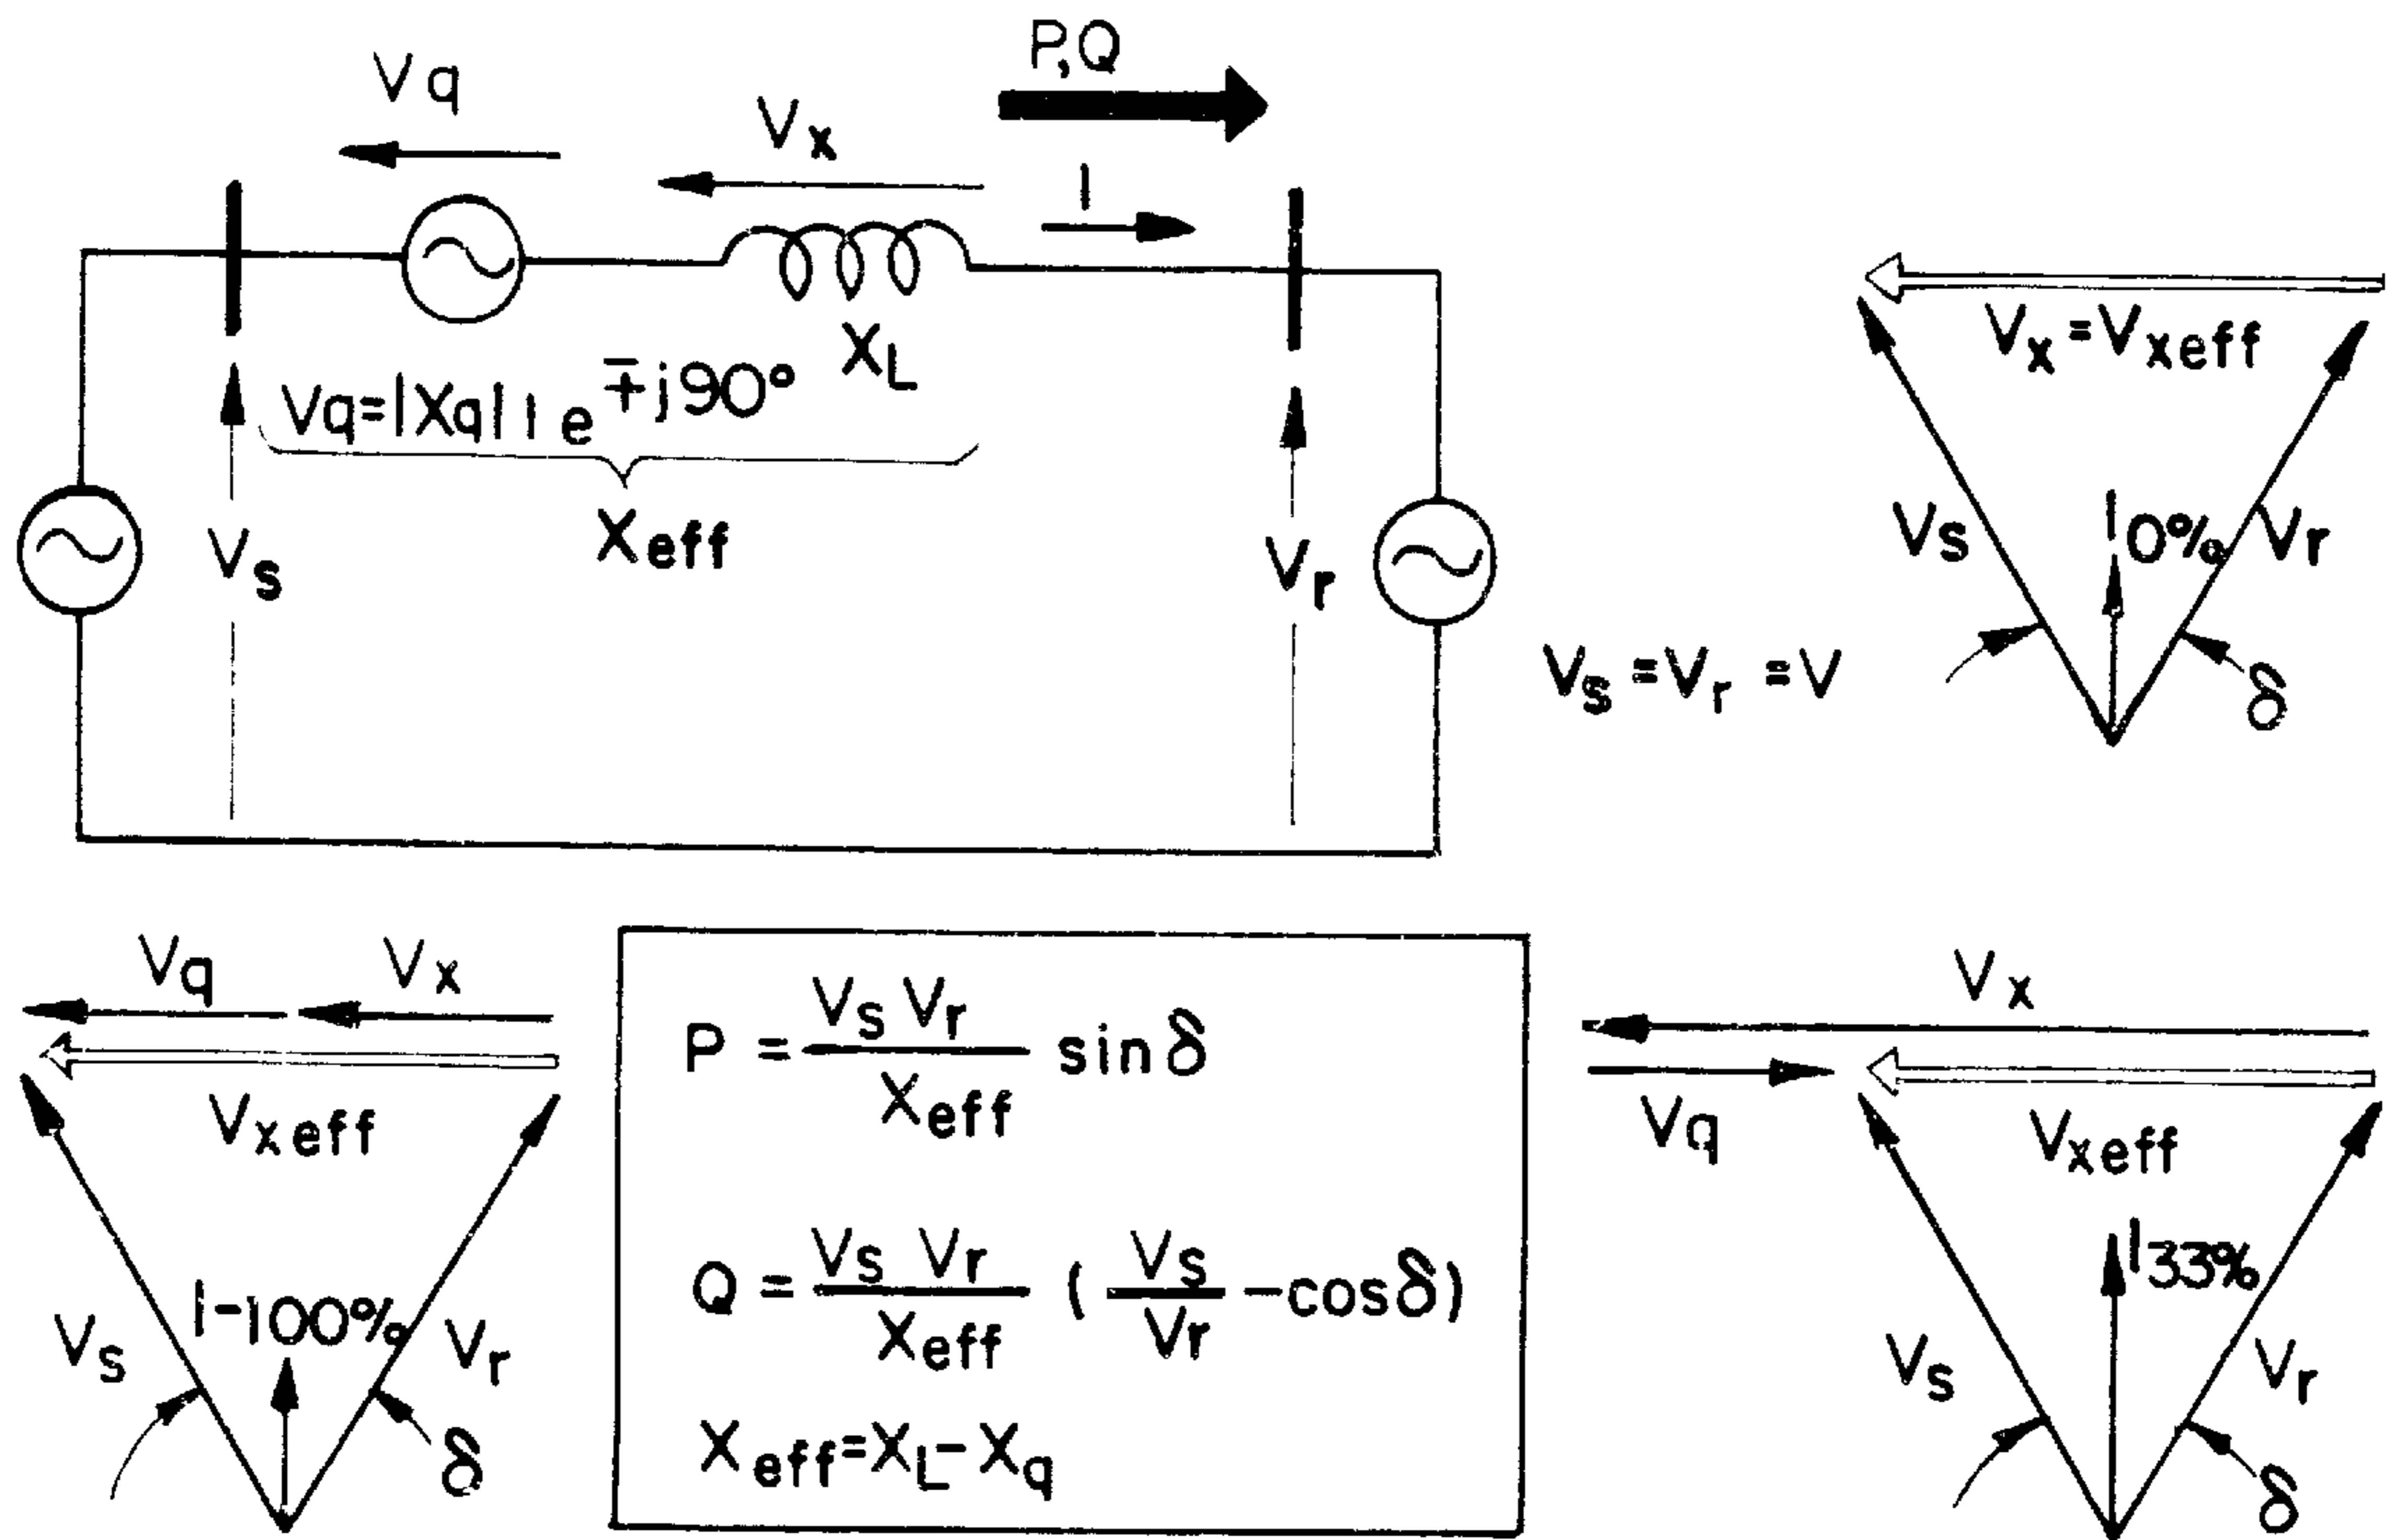 P,Q
Vq
Vx
I
XL
Vq=|Xq| I e ∓j90°
Xeff
Vs
Vr
Vx=Vxeff
Vs
I0%
Vr
δ
Vs=Vr=V
Vq
Vx
Vxeff
Vs
I-100%
Vr
δ
P = Vs Vr / Xeff sin δ
Q = Vs Vr / Xeff (Vs / Vr - cos δ)
Xeff=XL-Xq
Vx
Vq
Vxeff
Vs
I33%
Vr
δ